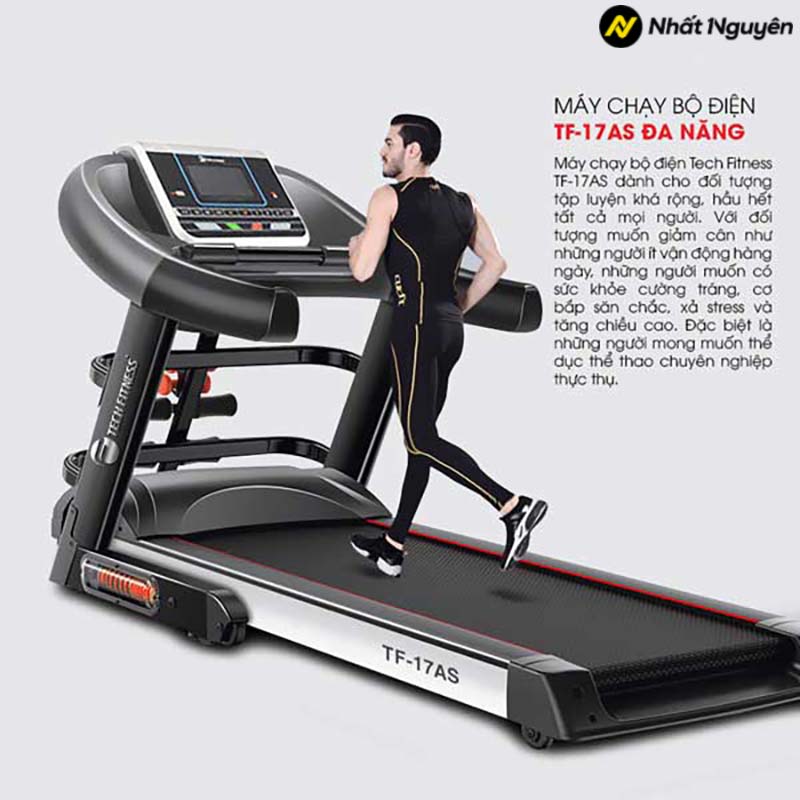 Nhất Nguyên
MÁY CHẠY BỘ ĐIỆN
TF-17AS ĐA NĂNG
Máy chạy bộ điện Tech Fitness
TF-17AS dành cho đối tượng
tập luyện khá rộng, hầu hết
tất cả mọi người. Với đối
tượng muốn giảm cân như
những người ít vận động hàng
ngày, những người muốn có
sức khỏe cường tráng, cơ
bắp săn chắc, xả stress và
tăng chiều cao. Đặc biệt là
những người mong muốn thể
dục thể thao chuyên nghiệp
thực thụ.
TECH FITNESS
TF-17AS